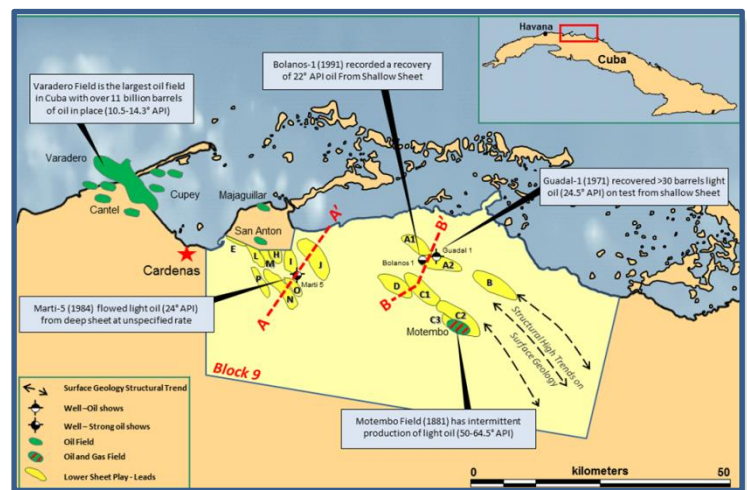 Havana
Cuba
Bolanos-1 (1991) recorded a recovery
of 22° API oil From Shallow Sheet
Varadero Field is the largest oil field
in Cuba with over 11 billion barrels
of oil in place (10.5-14.3° API)
Varadero
Cupey
Cantel
Majaguillar
San Anton
Cardenas
Guadal-1 (1971) recovered >30 barrels light
oil (24.5° API) on test from shallow Sheet
A'
B'
A1
Guadal 1
Bolanos 1
A2
E
L
H
M
I
J
P
Marti 5
O
N
D
C1
B
B
C3
C2
Motembo
A
Marti-5 (1984) flowed light oil (24° API)
from deep sheet at unspecified rate
Structural High Trends on
Surface Geology
Block 9
Motembo Field (1881) has intermittent
production of light oil (50-64.5° API)
Surface Geology Structural Trend
Well –Oil shows
Well – Strong oil shows
Oil Field
Oil and Gas Field
Lower Sheet Play - Leads
0 kilometers 50